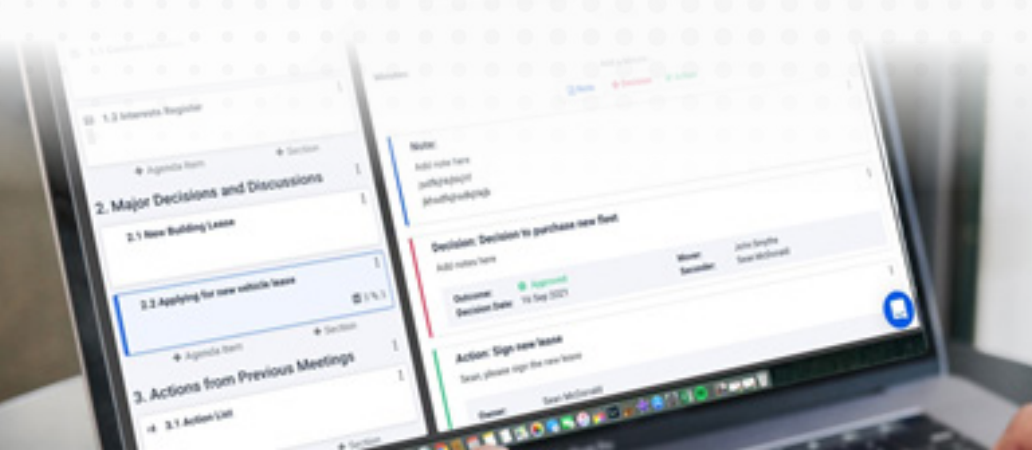 1.2 Interests Register
+ Agenda Item + Section
2. Major Decisions and Discussions
2.1 New Building Lease
2.2 Applying for new vehicle lease
+ Agenda Item + Section
3. Actions from Previous Meetings
3.1 Action List
+ Section
Note:
Add note here
Decision: Decision to purchase new fleet
Add notes here
Outcome: Approved
Decision Date: 16 Sep 2021
Mover: John Smythe
Seconder: Sean McDonald
Action: Sign new lease
Sean, please sign the new lease
Owner: Sean McDonald